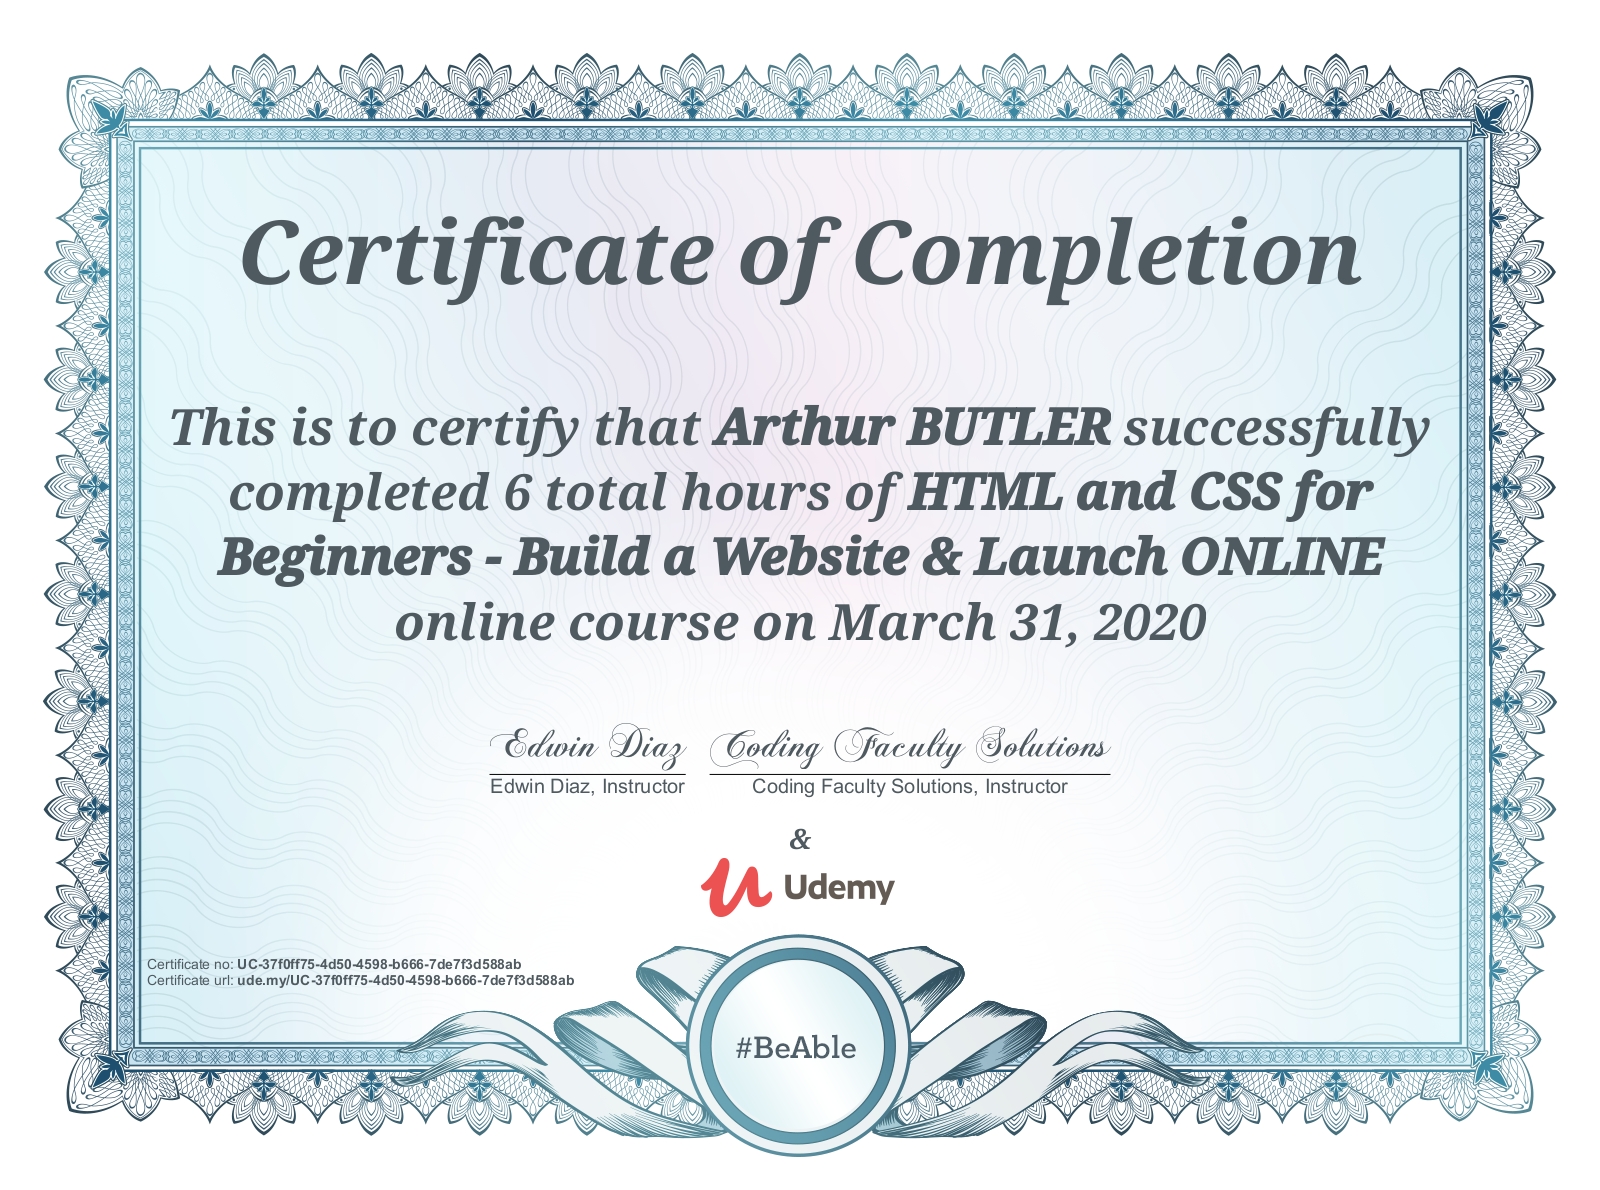 Certificate of Completion
This is to certify that Arthur BUTLER successfully
completed 6 total hours of HTML and CSS for
Beginners - Build a Website & Launch ONLINE
online course on March 31, 2020
Edwin Diaz Coding Faculty Solutions
Edwin Diaz, Instructor Coding Faculty Solutions, Instructor
&
Udemy
Certificate no: UC-37f0ff75-4d50-4598-b666-7de7f3d588ab
Certificate url: ude.my/UC-37f0ff75-4d50-4598-b666-7de7f3d588ab
#BeAble